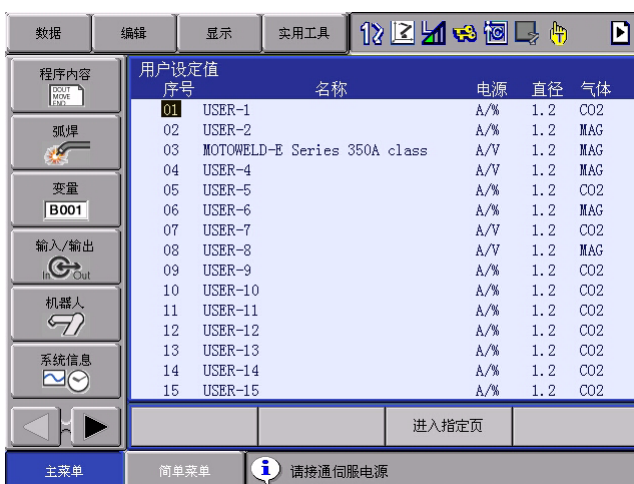 数据 编辑 显示 实用工具
程序内容
DOUT
MOVE
END
弧焊
变量
B001
输入/输出
In Out
机器人
系统信息
用户设定值
序号 名称 电源 直径 气体
01 USER-1 A/% 1.2 CO2
02 USER-2 A/% 1.2 MAG
03 MOTOWELD-E Series 350A class A/V 1.2 MAG
04 USER-4 A/V 1.2 MAG
05 USER-5 A/% 1.2 CO2
06 USER-6 A/% 1.2 MAG
07 USER-7 A/V 1.2 CO2
08 USER-8 A/V 1.2 MAG
09 USER-9 A/% 1.2 CO2
10 USER-10 A/% 1.2 CO2
11 USER-11 A/% 1.2 CO2
12 USER-12 A/% 1.2 CO2
13 USER-13 A/% 1.2 CO2
14 USER-14 A/% 1.2 CO2
15 USER-15 A/% 1.2 CO2
进入指定页
主菜单 简单菜单 请接通伺服电源